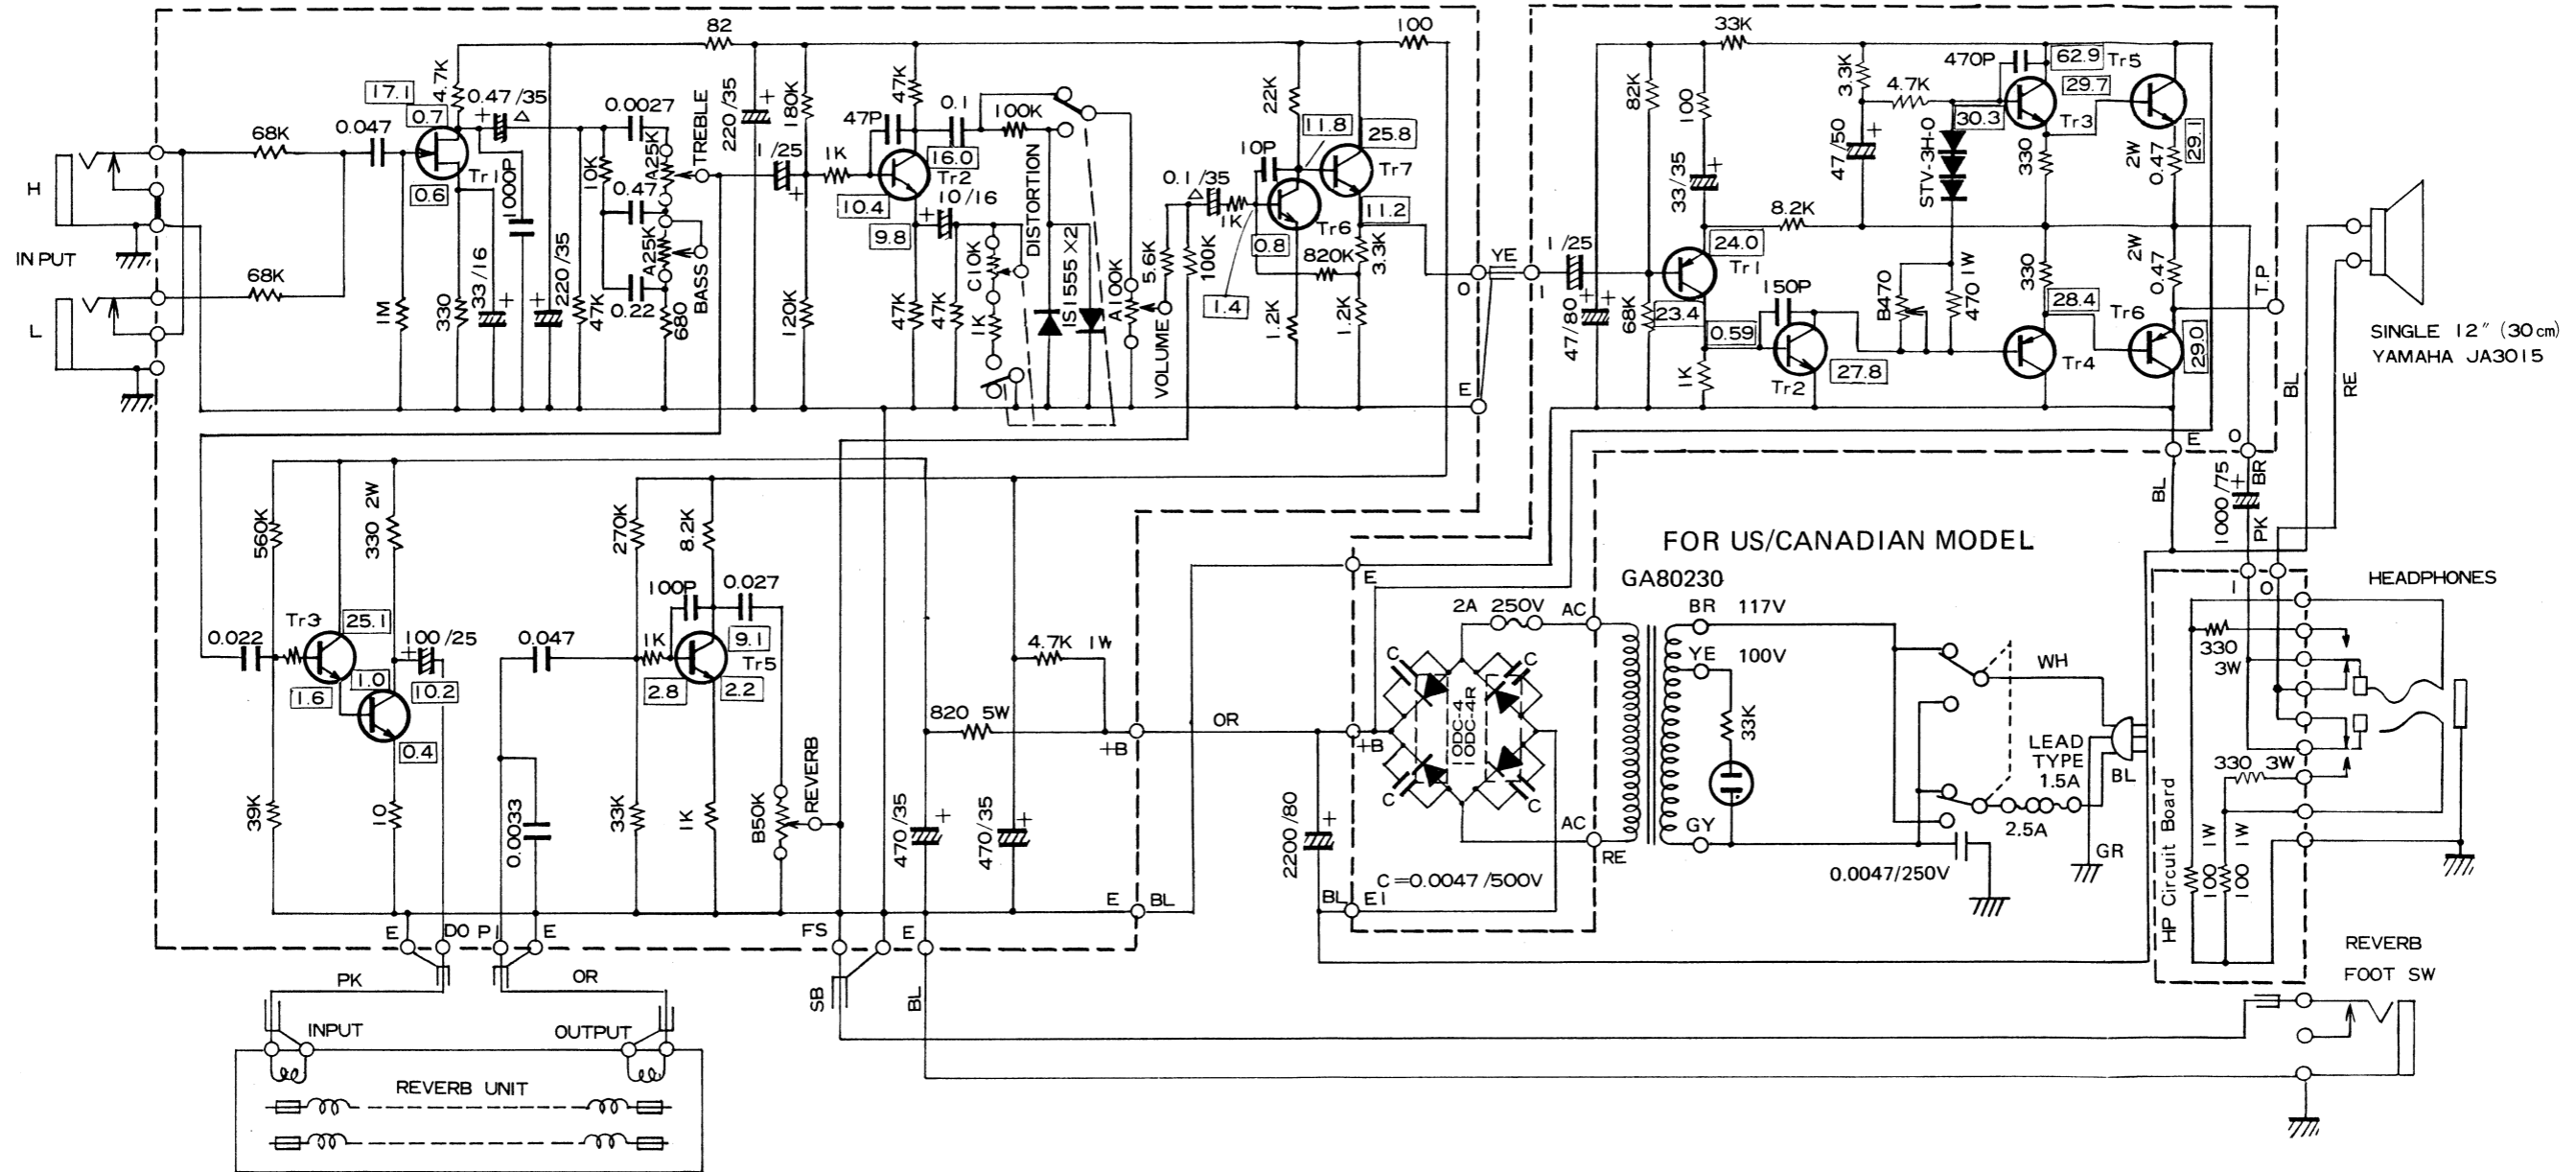 82
100
33K
4.7K
17.1
0.7
0.47/35
+
△
0.0027
A25K
TREBLE
220/35
+
180K
47P
47K
0.1
100K
22K
11.8
25.8
82K
100
3.3K
4.7K
470P
62.9
Tr5
29.7
30.3
Tr3
68K
0.047
Tr1
1000P
10K
0.47
1/25
+
1K
16.0
Tr2
DISTORTION
10P
Tr7
0.1/35
△
1K
Tr6
11.2
33/35
+
47/50
+
STV-3H-O
330
2W
0.47
29.1
H
0.6
10.4
10/16
+
9.8
0.8
8.2K
INPUT
A25K
BASS
C10K
IS1555 X2
5.6K
100K
820K
3.3K
YE
1/25
24.0
Tr1
330
2W
0.47
T.P
68K
1M
330
33/16
+
220/35
+
47K
0.22
680
120K
47K
47K
1K
A100K
VOLUME
1.4
1.2K
1.2K
O
I
47/80
+
+
68K
23.4
150P
0.59
B470
470 1W
28.4
Tr6
29.0
L
1K
Tr2
27.8
Tr4
E
SINGLE 12" (30cm)
YAMAHA JA3015
BL
RE
E
O
BL
BR
1000/75
+
PK
560K
330 2W
270K
8.2K
FOR US/CANADIAN MODEL
GA80230
E
HEADPHONES
I
O
100P
0.027
2A 250V
AC
BR 117V
Tr3
25.1
100/25
+
0.022
0.047
1K
9.1
Tr5
4.7K 1W
C
C
YE
100V
WH
330
3W
1.0
10.2
1.6
2.8
2.2
10DC-4
10DC-4R
33K
0.4
820 5W
+B
OR
+B
LEAD
TYPE
1.5A
BL
330 3W
39K
10
0.0033
33K
1K
B50K
REVERB
470/35
+
470/35
+
2200/80
+
C
C
AC
RE
GY
2.5A
GR
0.0047/250V
C=0.0047/500V
HP Circuit Board
100 1W
100 1W
E
BL
BL
E1
E
DO
PI
E
FS
E
PK
OR
SB
BL
REVERB
FOOT SW
INPUT
OUTPUT
REVERB UNIT